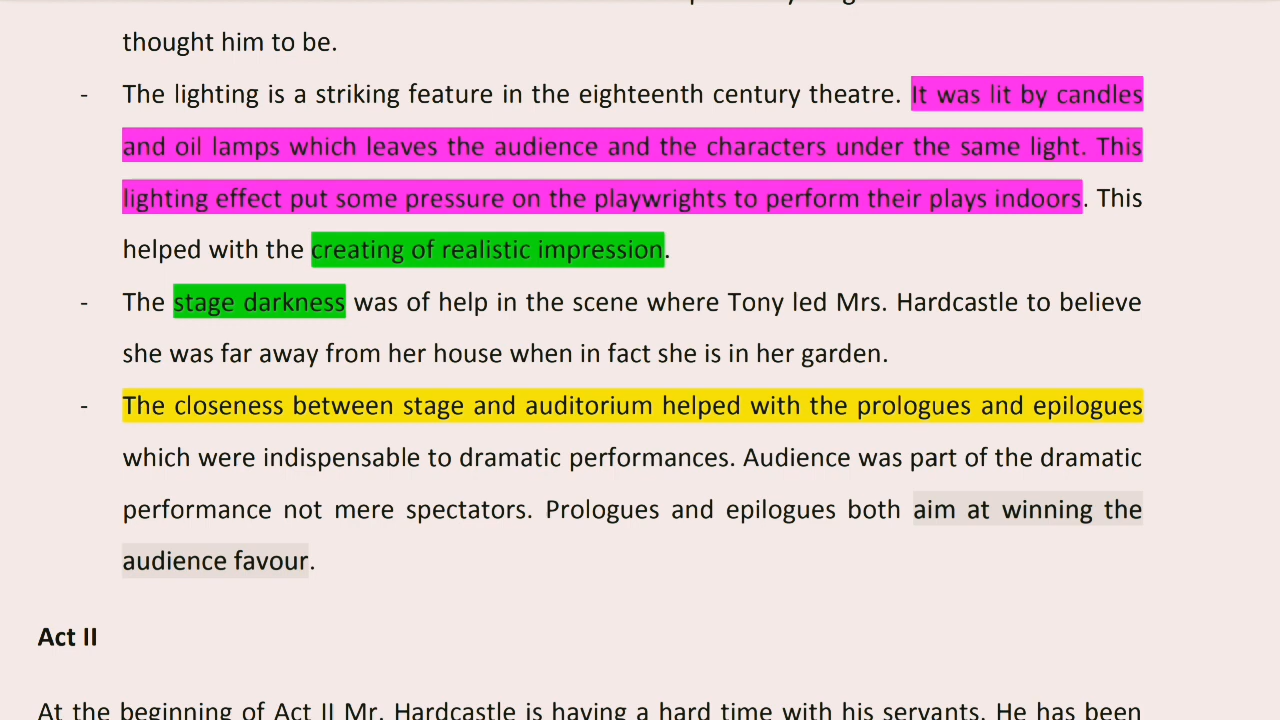 thought him to be.
- The lighting is a striking feature in the eighteenth century theatre. It was lit by candles
and oil lamps which leaves the audience and the characters under the same light. This
lighting effect put some pressure on the playwrights to perform their plays indoors. This
helped with the creating of realistic impression.
- The stage darkness was of help in the scene where Tony led Mrs. Hardcastle to believe
she was far away from her house when in fact she is in her garden.
- The closeness between stage and auditorium helped with the prologues and epilogues
which were indispensable to dramatic performances. Audience was part of the dramatic
performance not mere spectators. Prologues and epilogues both aim at winning the
audience favour.
Act II
At the beginning of Act II Mr. Hardcastle is having a hard time with his servants. He has been